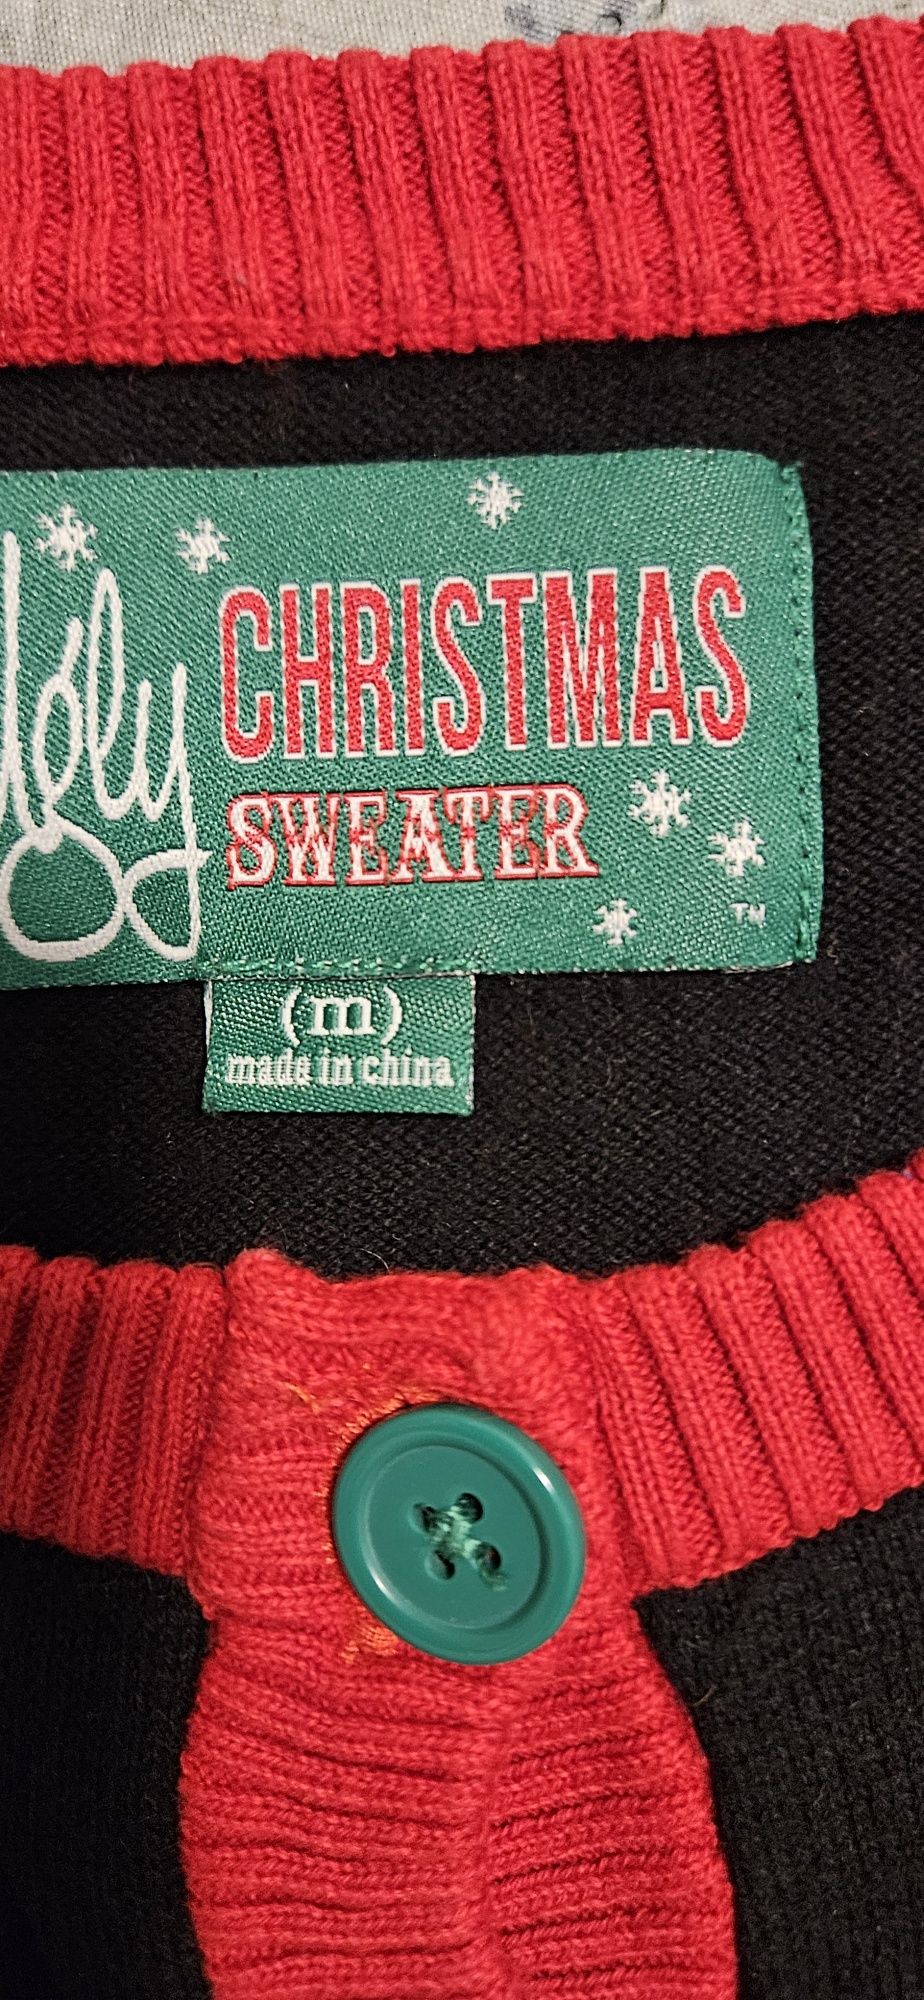 Ugly CHRISTMAS
SWEATER
TM
(m)
made in china